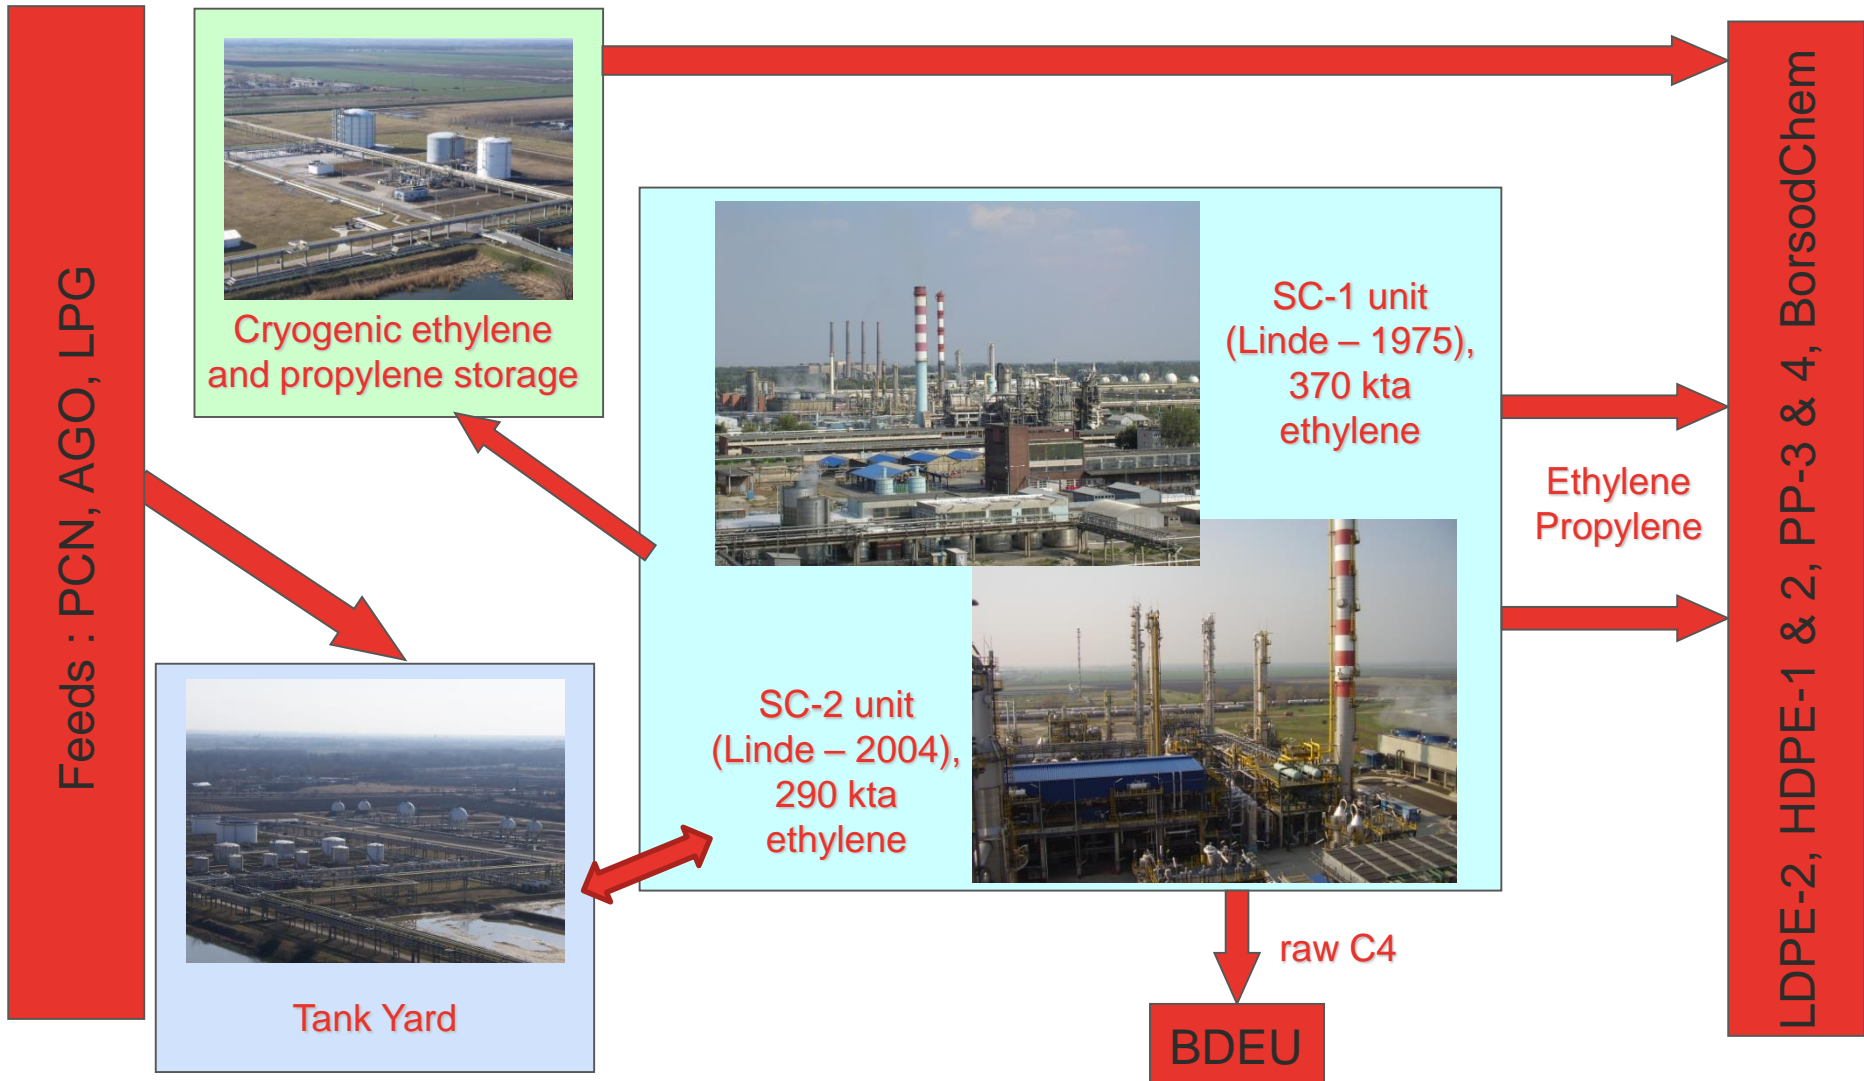 Feeds : PCN, AGO, LPG
Cryogenic ethylene
and propylene storage
SC-1 unit
(Linde – 1975),
370 kta
ethylene
Ethylene
Propylene
SC-2 unit
(Linde – 2004),
290 kta
ethylene
Tank Yard
raw C4
BDEU
LDPE-2, HDPE-1 & 2, PP-3 & 4, BorsodChem